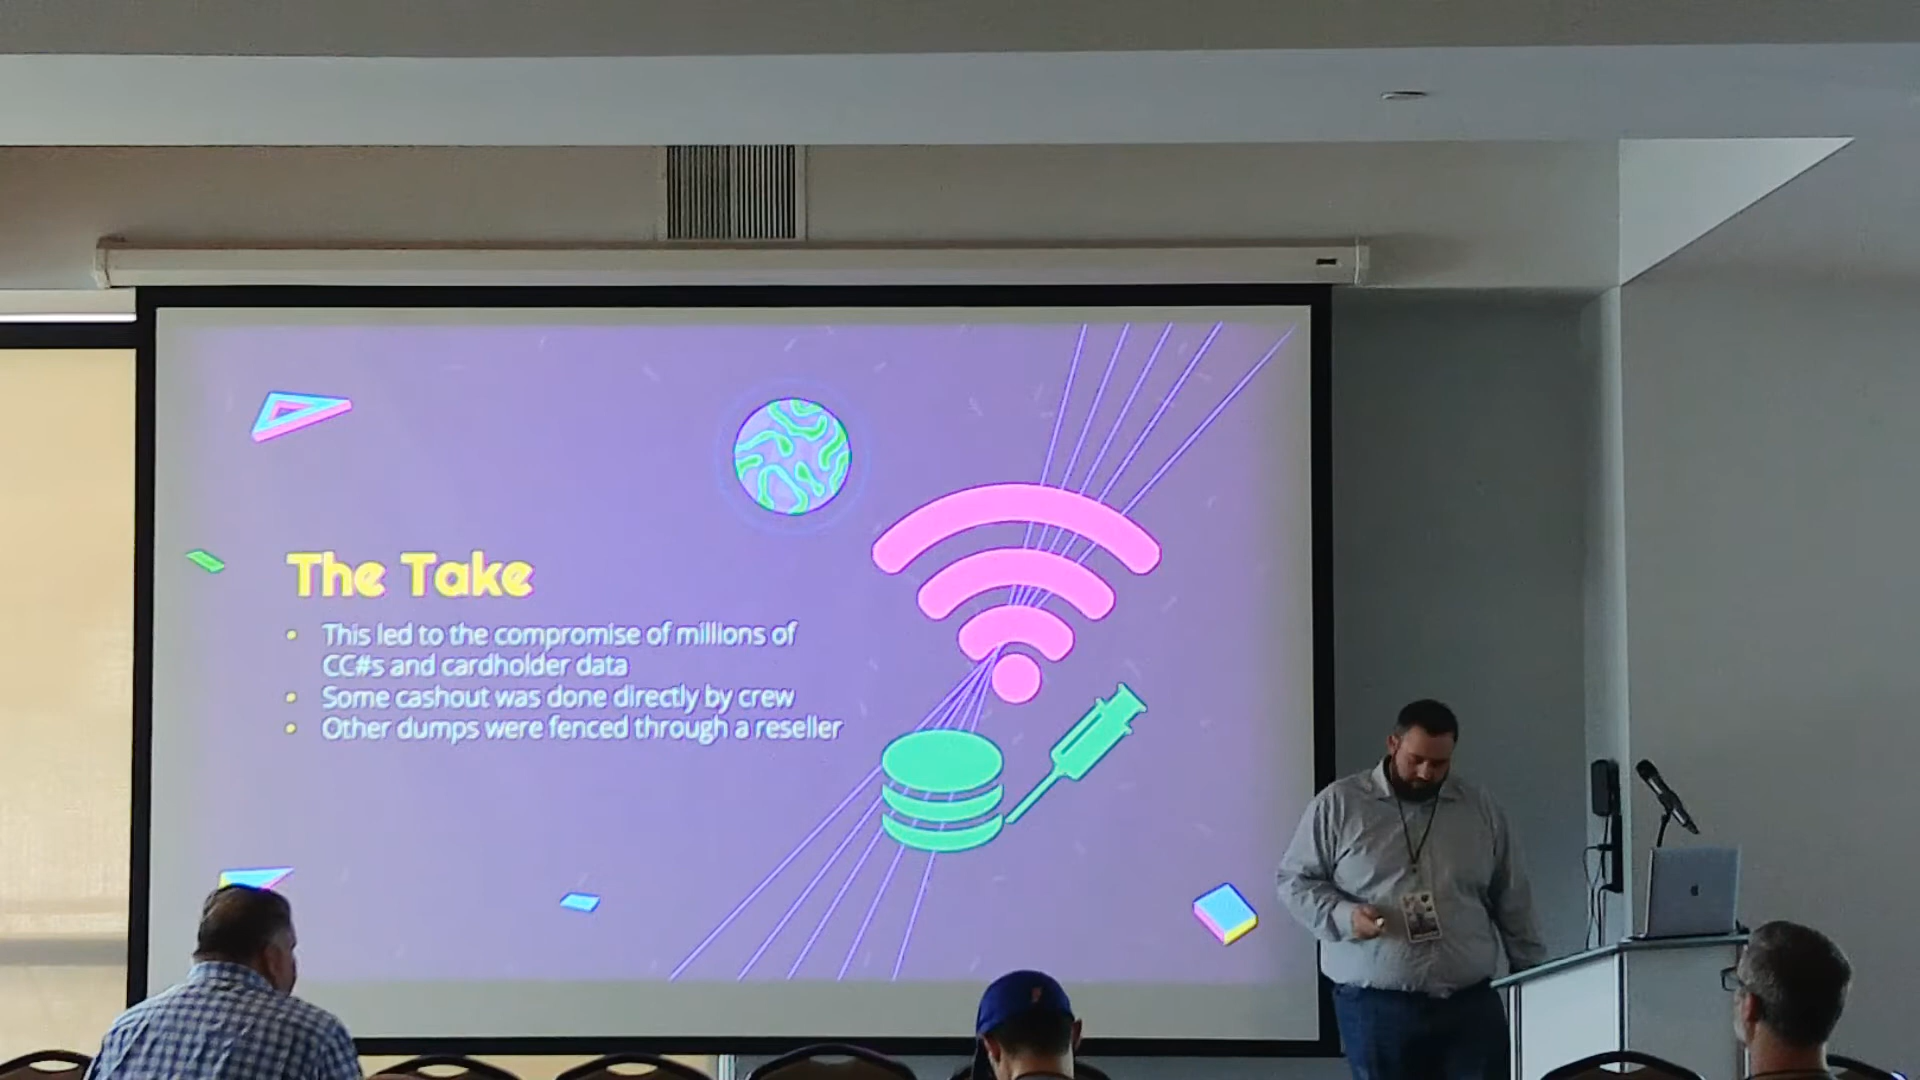 The Take
This led to the compromise of millions of
CC#s and cardholder data
Some cashout was done directly by crew
Other dumps were fenced through a reseller